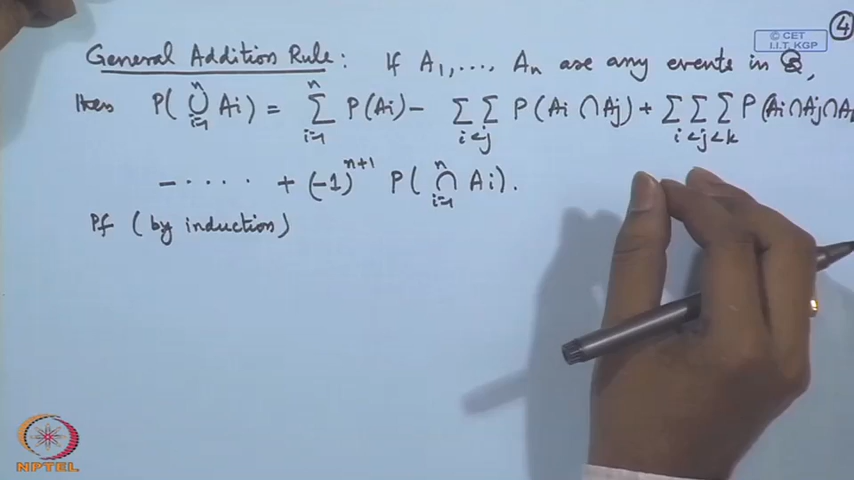 4
© CET
I.I.T. KGP
General Addition Rule : If A1, ..., An are any events in
then P( ⋃_{i=1}^{n} Ai) = ∑_{i=1}^{n} P(Ai) - ∑∑_{i<j} P(Ai ∩ Aj) + ∑∑∑_{i<j<k} P(Ai ∩ Aj ∩ A
- · · · · + (-1)^{n+1} P( ⋂_{i=1}^{n} Ai).
Pf (by induction)
NPTEL